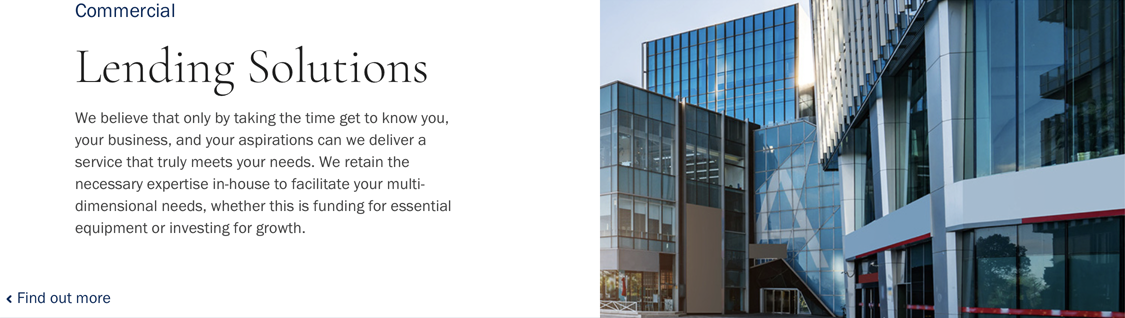 Commercial
Lending Solutions
We believe that only by taking the time get to know you,
your business, and your aspirations can we deliver a
service that truly meets your needs. We retain the
necessary expertise in-house to facilitate your multi-
dimensional needs, whether this is funding for essential
equipment or investing for growth.
Find out more